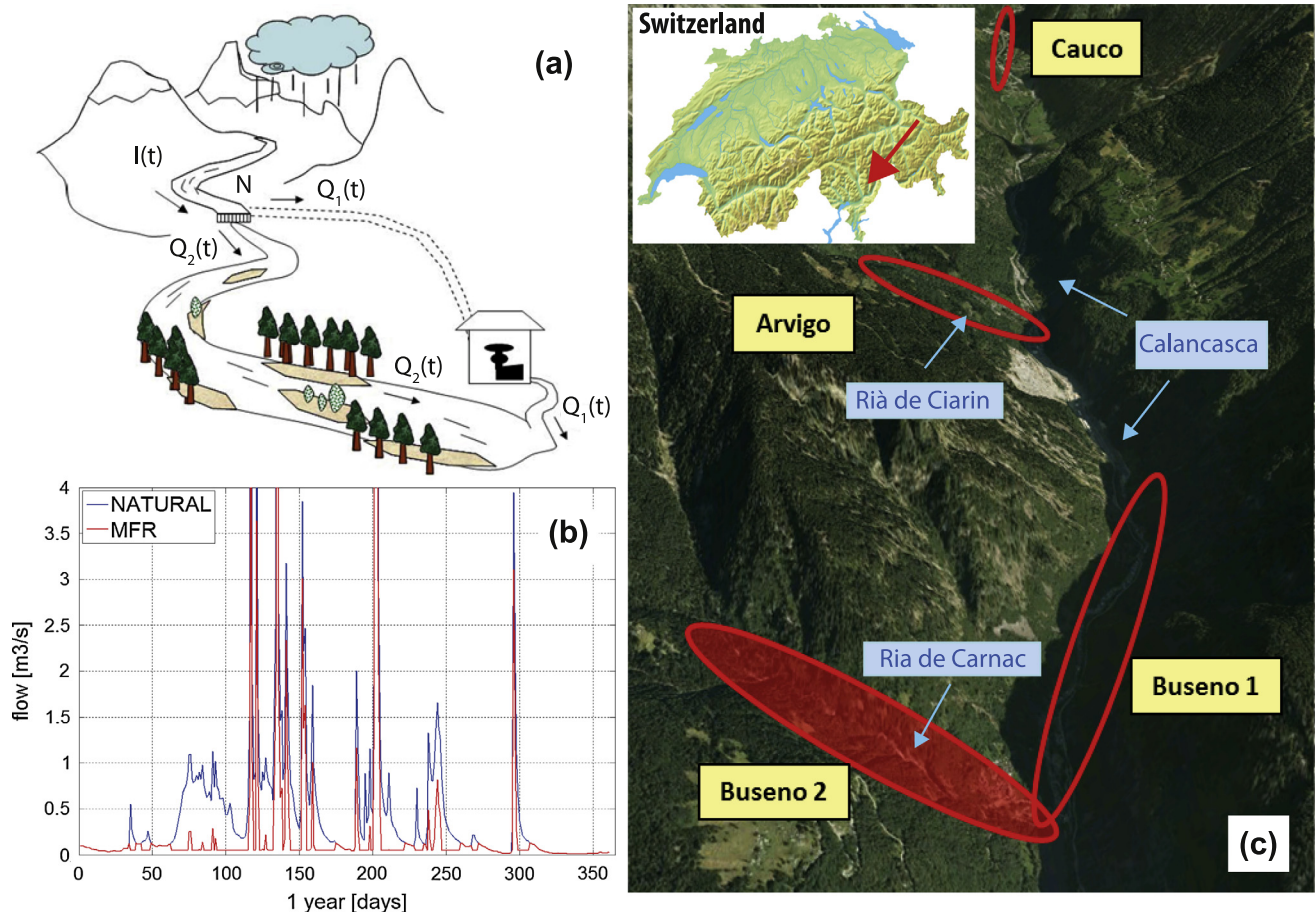 (a)
I(t)
N
Q1(t)
Q2(t)
Q2(t)
Q1(t)
4
3.5
3
2.5
2
1.5
1
0.5
0
NATURAL
MFR
(b)
flow [m3/s]
0 50 100 150 200 250 300 350
1 year [days]
Switzerland
Cauco
Arvigo
Calancasca
Rià de Ciarin
Ria de Carnac
Buseno 1
Buseno 2
(c)